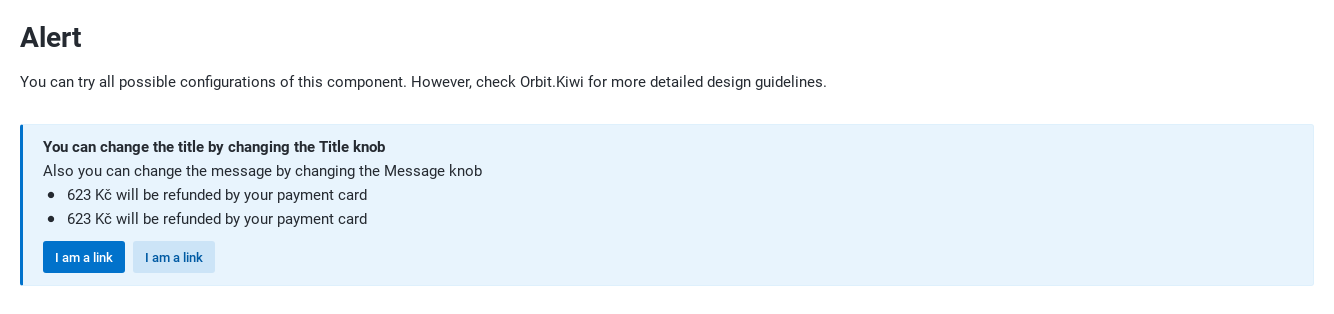 Alert
You can try all possible configurations of this component. However, check Orbit.Kiwi for more detailed design guidelines.
You can change the title by changing the Title knob
Also you can change the message by changing the Message knob
623 Kč will be refunded by your payment card
623 Kč will be refunded by your payment card
I am a link I am a link